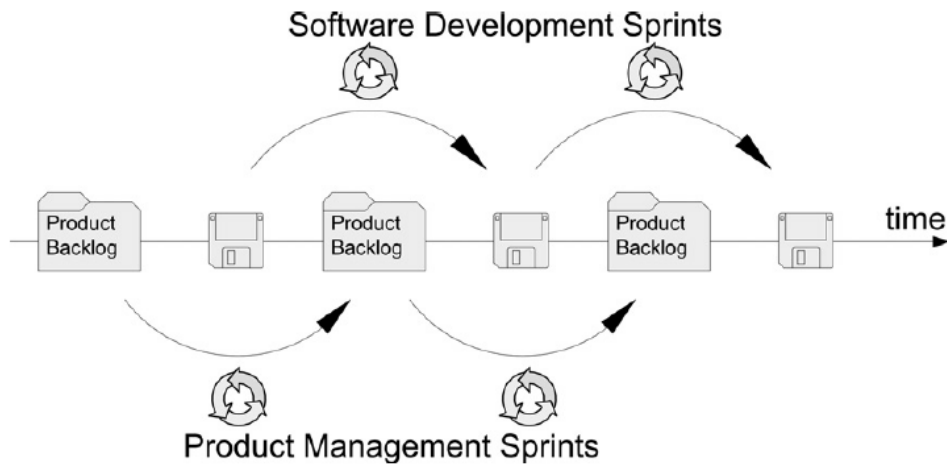 Software Development Sprints
Product
Backlog
Product
Backlog
Product
Backlog
time
Product Management Sprints